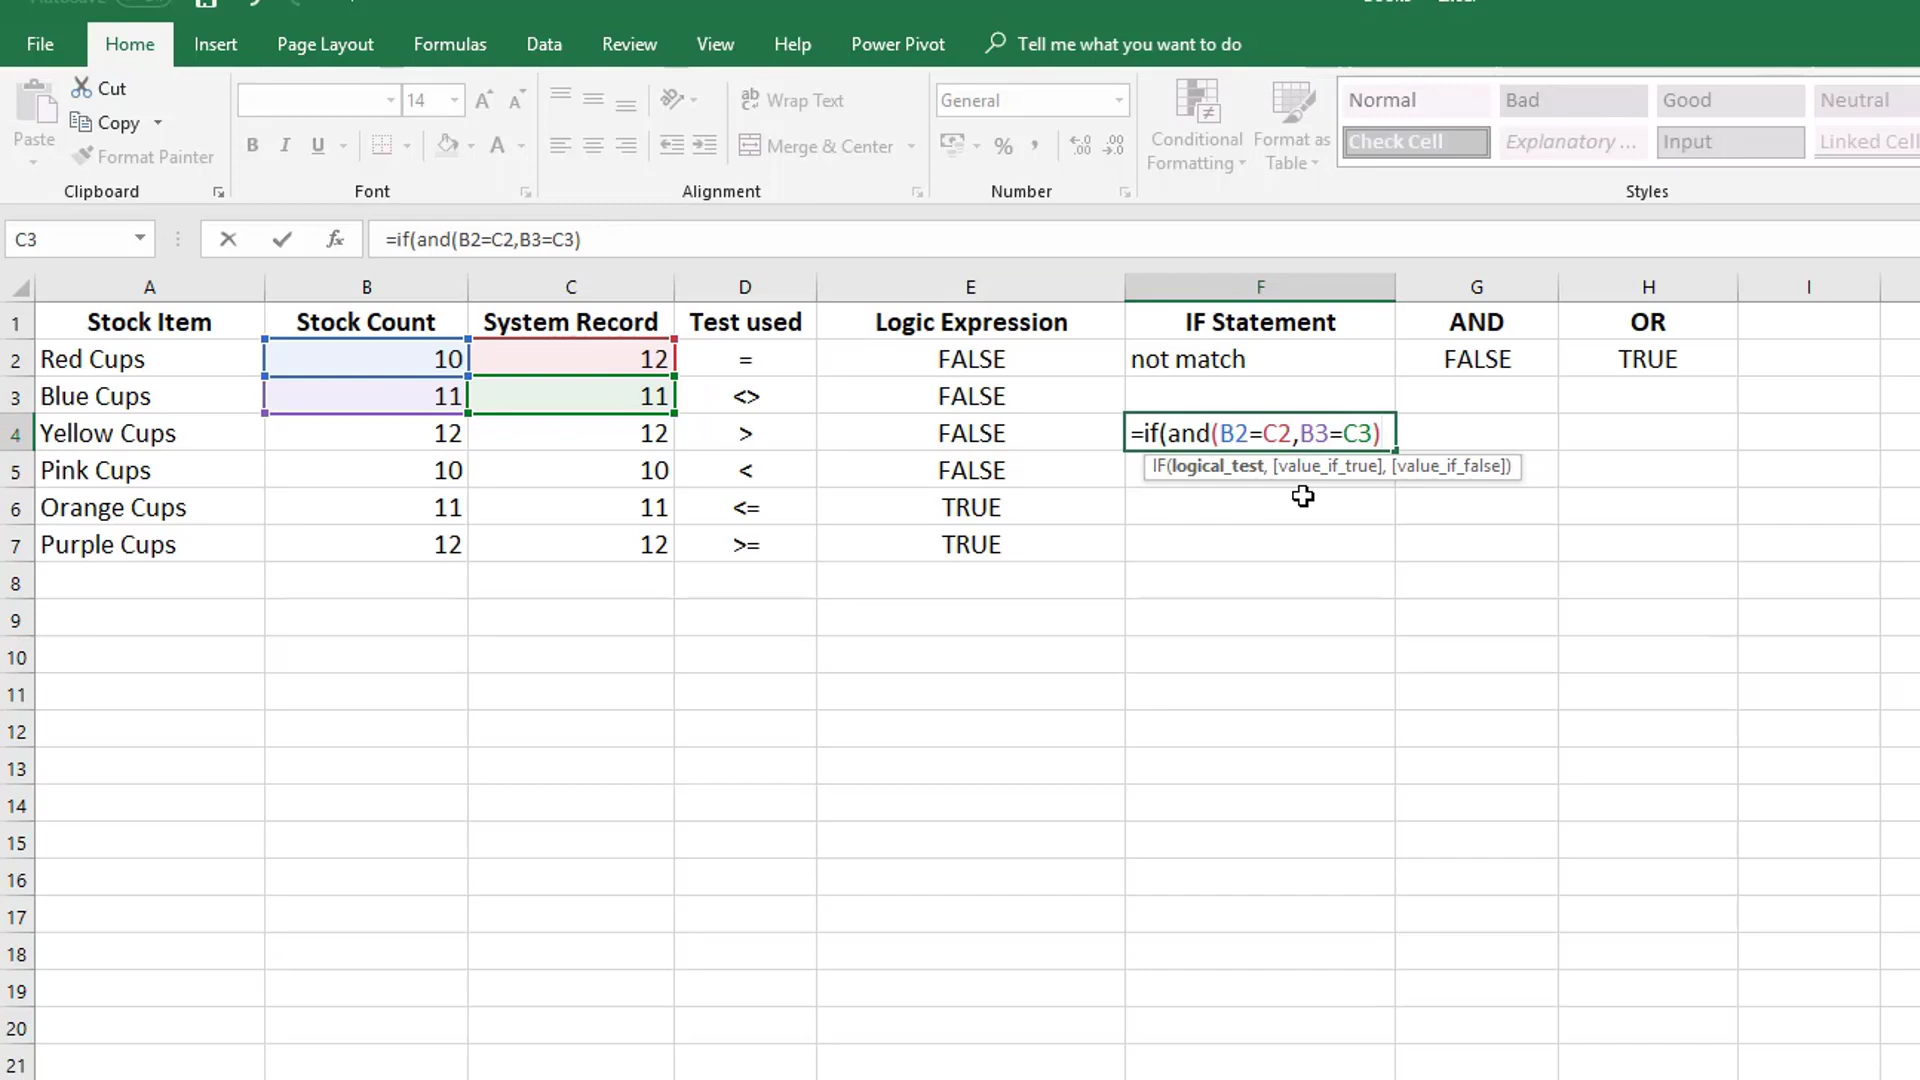 File Home Insert Page Layout Formulas Data Review View Help Power Pivot Tell me what you want to do
Paste
Cut
Copy
Format Painter
Clipboard
14
B I U
Font
Wrap Text
Merge & Center
Alignment
General
%
Number
Conditional Formatting
Format as Table
Normal Bad Good Neutral
Check Cell Explanatory ... Input Linked Cell
Styles
C3 fx =if(and(B2=C2,B3=C3)
A B C D E F G H I
1 Stock Item Stock Count System Record Test used Logic Expression IF Statement AND OR
2 Red Cups 10 12 = FALSE not match FALSE TRUE
3 Blue Cups 11 11 <> FALSE
4 Yellow Cups 12 12 > FALSE =if(and(B2=C2,B3=C3)
IF(logical_test, [value_if_true], [value_if_false])
5 Pink Cups 10 10 < FALSE
6 Orange Cups 11 11 <= TRUE
7 Purple Cups 12 12 >= TRUE
8
9
10
11
12
13
14
15
16
17
18
19
20
21